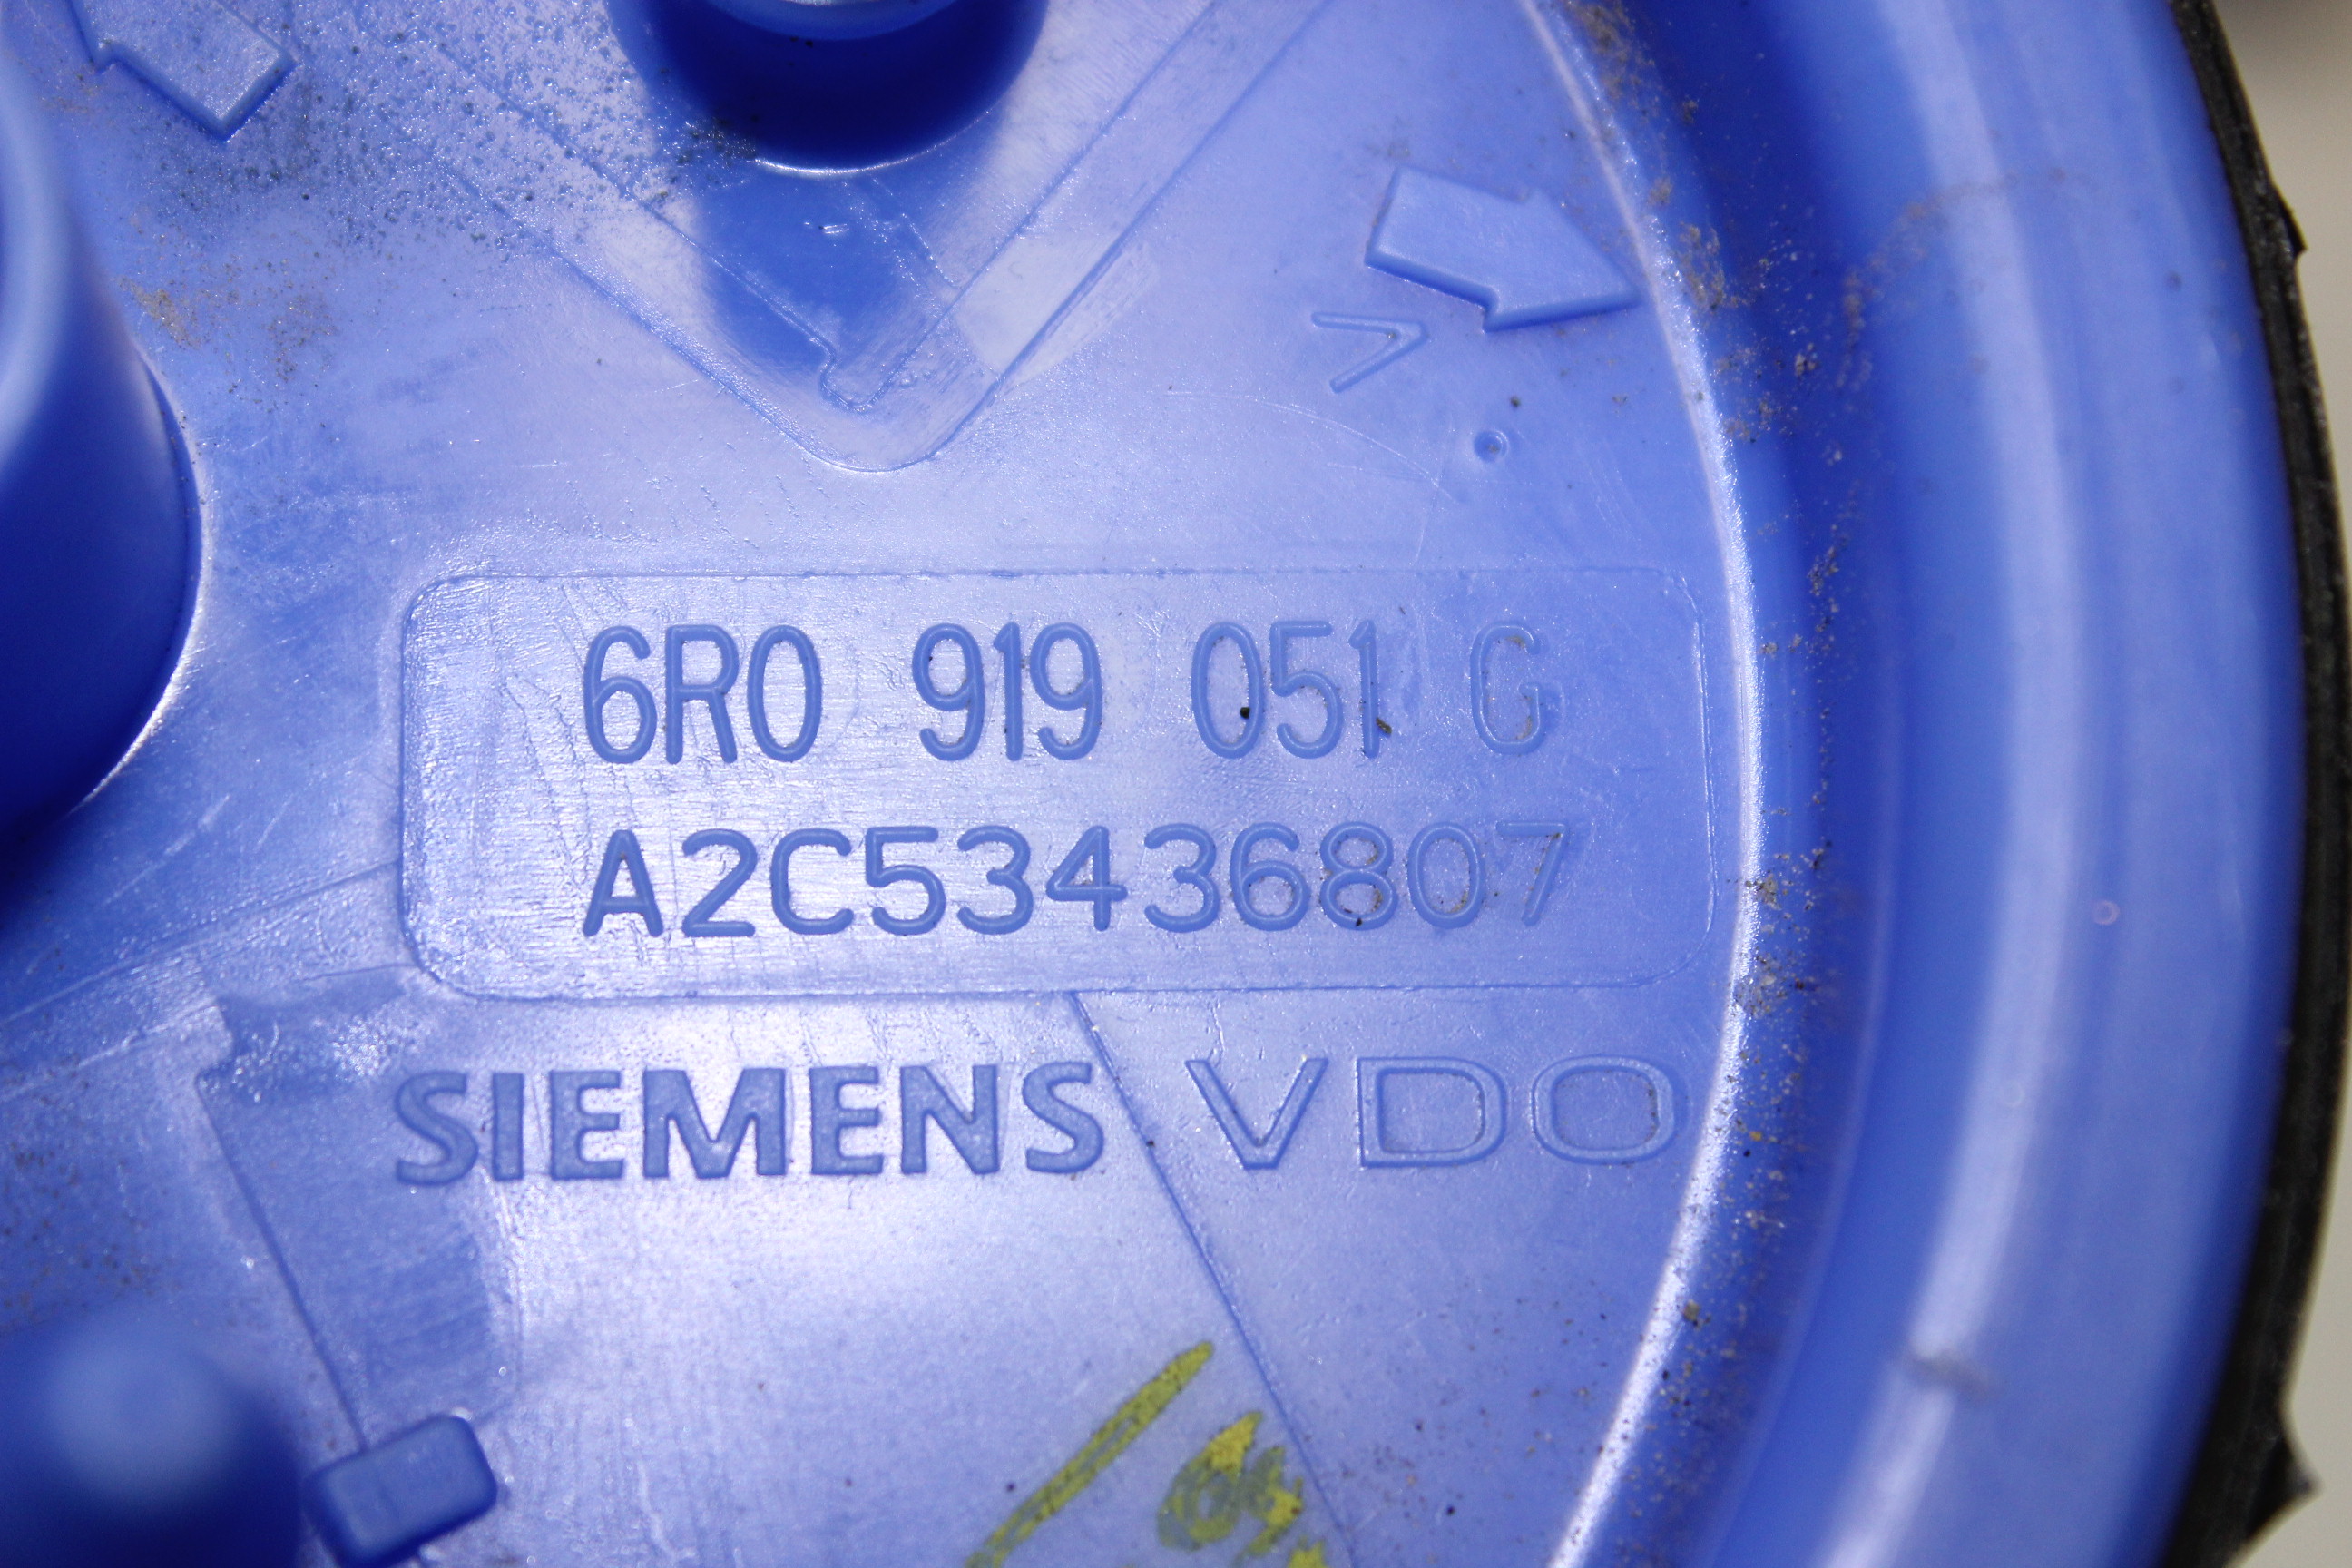 6R0 919 051 G
A2C53436807
SIEMENS VDO